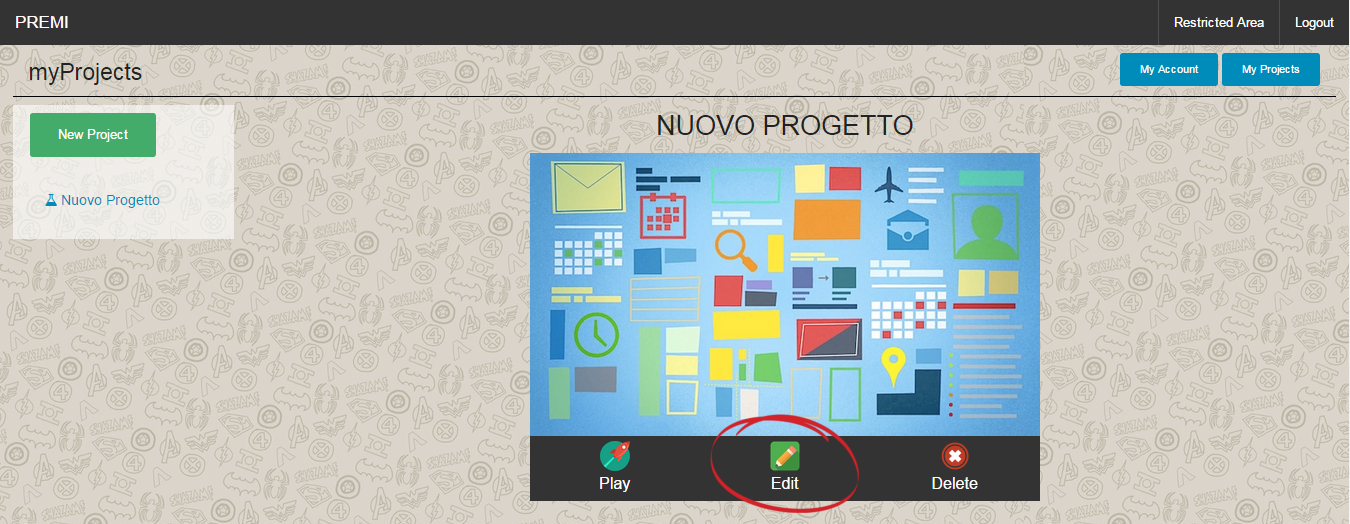 PREMI
Restricted Area
Logout
myProjects
My Account
My Projects
New Project
Nuovo Progetto
NUOVO PROGETTO
Play
Edit
Delete